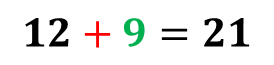 12 + 9 = 21